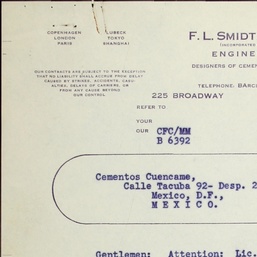 COPENHAGEN LUBECK
LONDON TOKYO
PARIS SHANGHAI
F. L. SMIDT
(INCORPORATED
ENGINE
DESIGNERS OF CEMEN
OUR CONTRACTS ARE SUBJECT TO THE EXCEPTION
THAT NO LIABILITY SHALL ACCRUE FROM DELAY
CAUSED BY STRIKES, ACCIDENTS, CASU-
ALTIES, DELAYS OF CARRIERS, OR
FROM ANY CAUSE BEYOND
OUR CONTROL
TELEPHONE: BARC
225 BROADWAY
REFER TO
YOUR
OUR CFC/MM
B 6392
Cementos Cuencame,
Calle Tacuba 92- Desp. 2
Mexico, D.F.,
MEXICO.
Gentlemen: Attention: Lic.